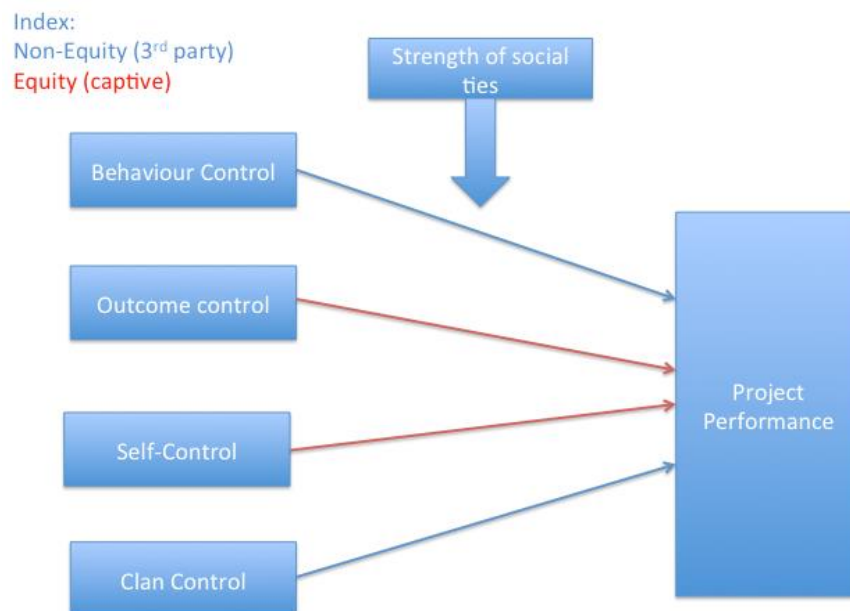 Index:
Non-Equity (3rd party)
Equity (captive)
Strength of social
ties
Behaviour Control
Outcome control
Self-Control
Clan Control
Project
Performance